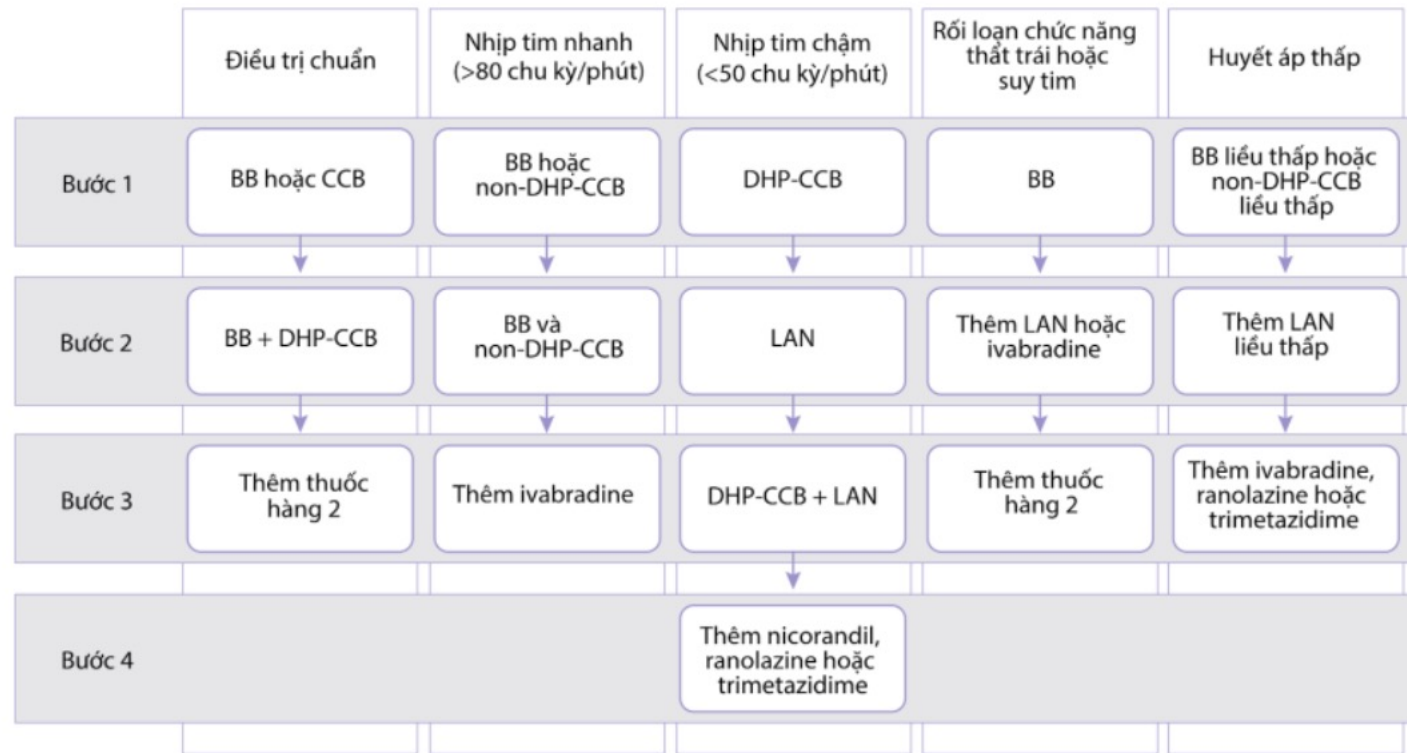 Điều trị chuẩn
Nhịp tim nhanh
(>80 chu kỳ/phút)
Nhịp tim chậm
(<50 chu kỳ/phút)
Rối loạn chức năng
thất trái hoặc
suy tim
Huyết áp thấp
Bước 1
BB hoặc CCB
BB hoặc
non-DHP-CCB
DHP-CCB
BB
BB liều thấp hoặc
non-DHP-CCB
liều thấp
Bước 2
BB + DHP-CCB
BB và
non-DHP-CCB
LAN
Thêm LAN hoặc
ivabradine
Thêm LAN
liều thấp
Bước 3
Thêm thuốc
hàng 2
Thêm ivabradine
DHP-CCB + LAN
Thêm thuốc
hàng 2
Thêm ivabradine,
ranolazine hoặc
trimetazidime
Bước 4
Thêm nicorandil,
ranolazine hoặc
trimetazidime